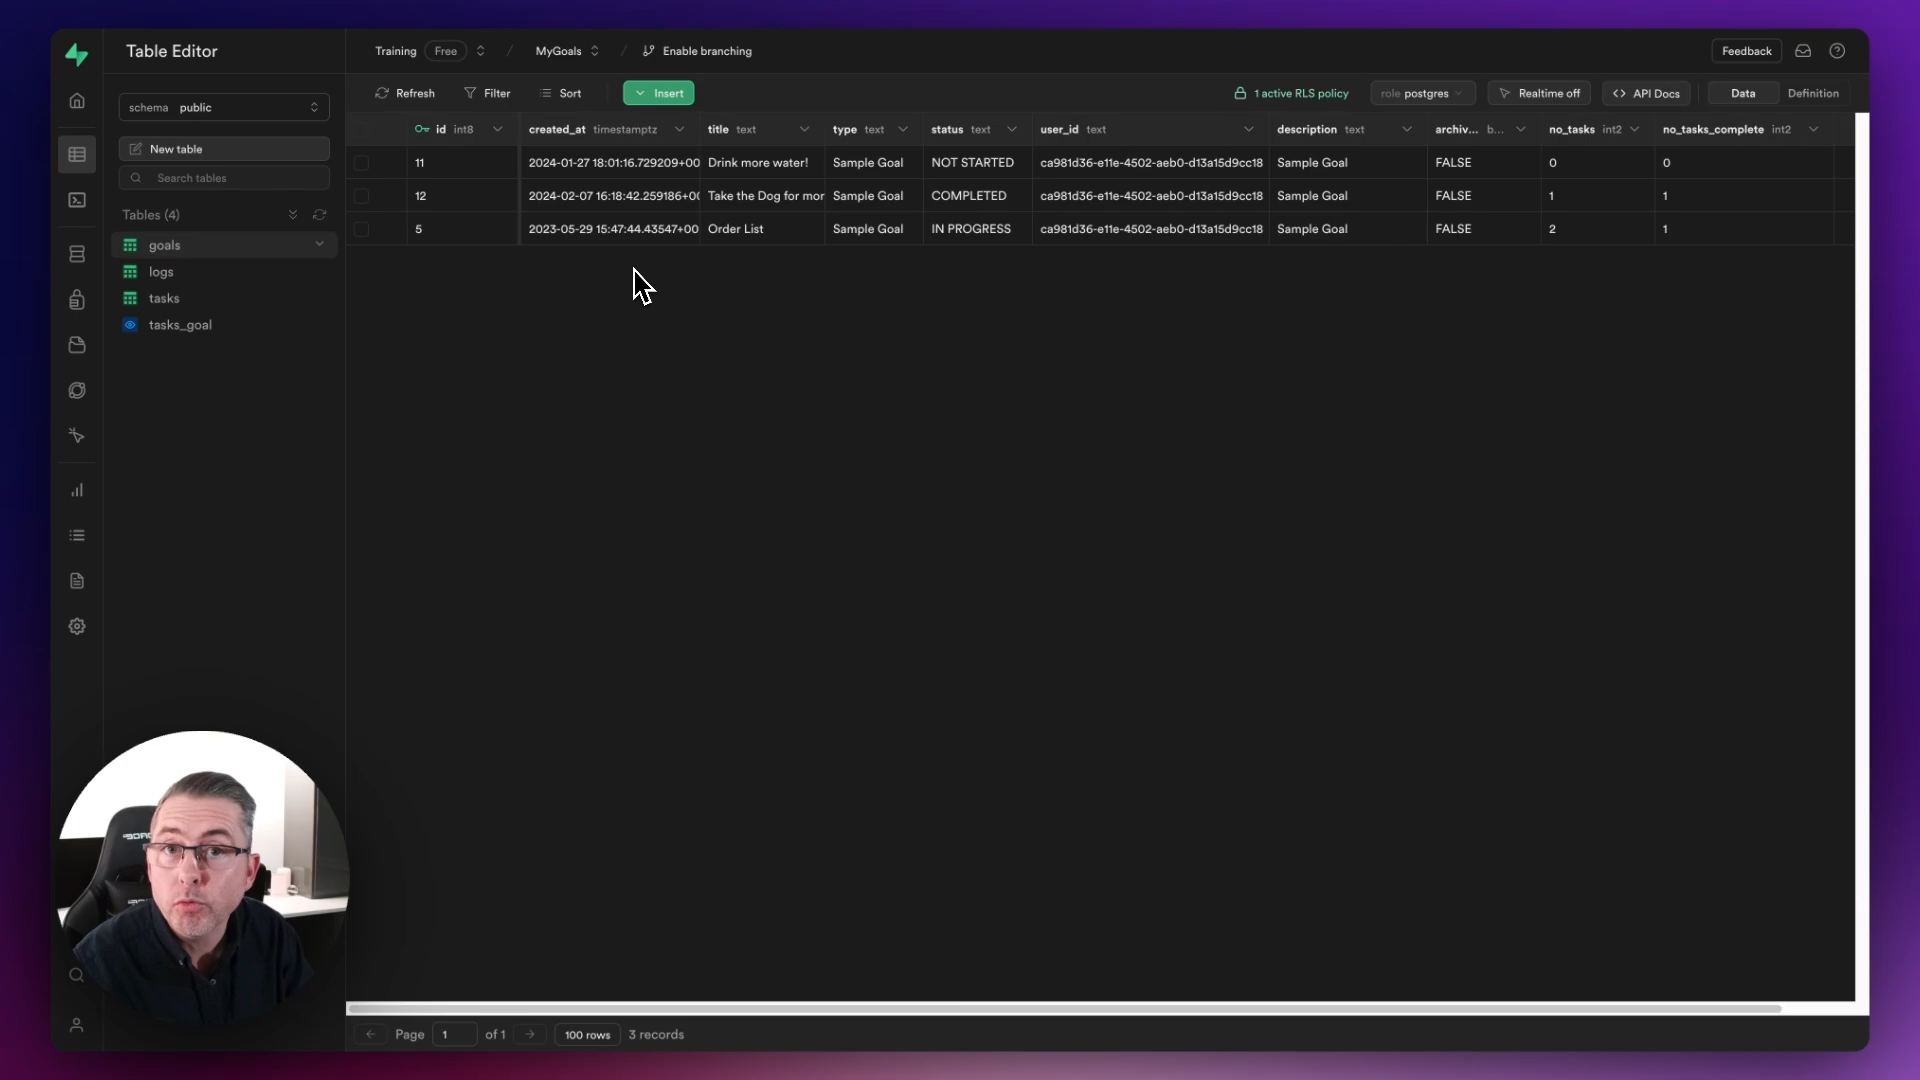 Table Editor
Training Free / MyGoals / Enable branching
Feedback
schema public
New table
Search tables
Tables (4)
goals
logs
tasks
tasks_goal
Refresh Filter Sort Insert
1 active RLS policy role postgres Realtime off <> API Docs Data Definition
id int8 created_at timestamptz title text type text status text user_id text description text archiv... b... no_tasks int2 no_tasks_complete int2
11 2024-01-27 18:01:16.729209+00 Drink more water! Sample Goal NOT STARTED ca981d36-e11e-4502-aeb0-d13a15d9cc18 Sample Goal FALSE 0 0
12 2024-02-07 16:18:42.259186+00 Take the Dog for mor Sample Goal COMPLETED ca981d36-e11e-4502-aeb0-d13a15d9cc18 Sample Goal FALSE 1 1
5 2023-05-29 15:47:44.43547+00 Order List Sample Goal IN PROGRESS ca981d36-e11e-4502-aeb0-d13a15d9cc18 Sample Goal FALSE 2 1
Page 1 of 1 100 rows 3 records